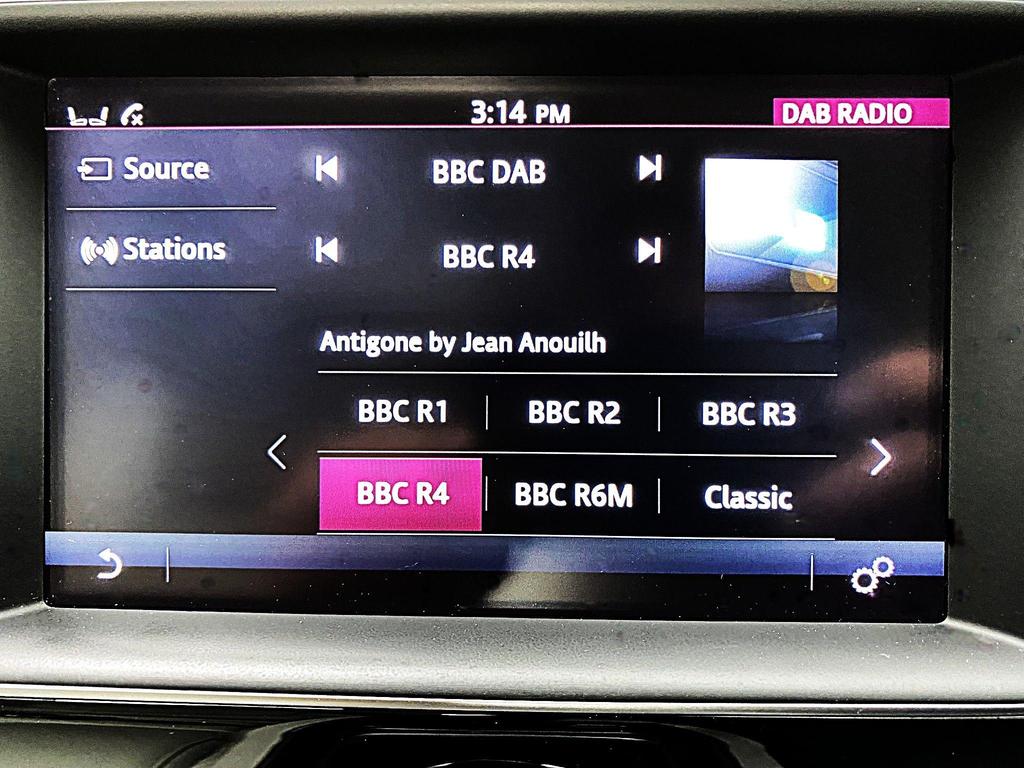 3:14 PM
DAB RADIO
Source
BBC DAB
Stations
BBC R4
Antigone by Jean Anouilh
BBC R1
BBC R2
BBC R3
BBC R4
BBC R6M
Classic